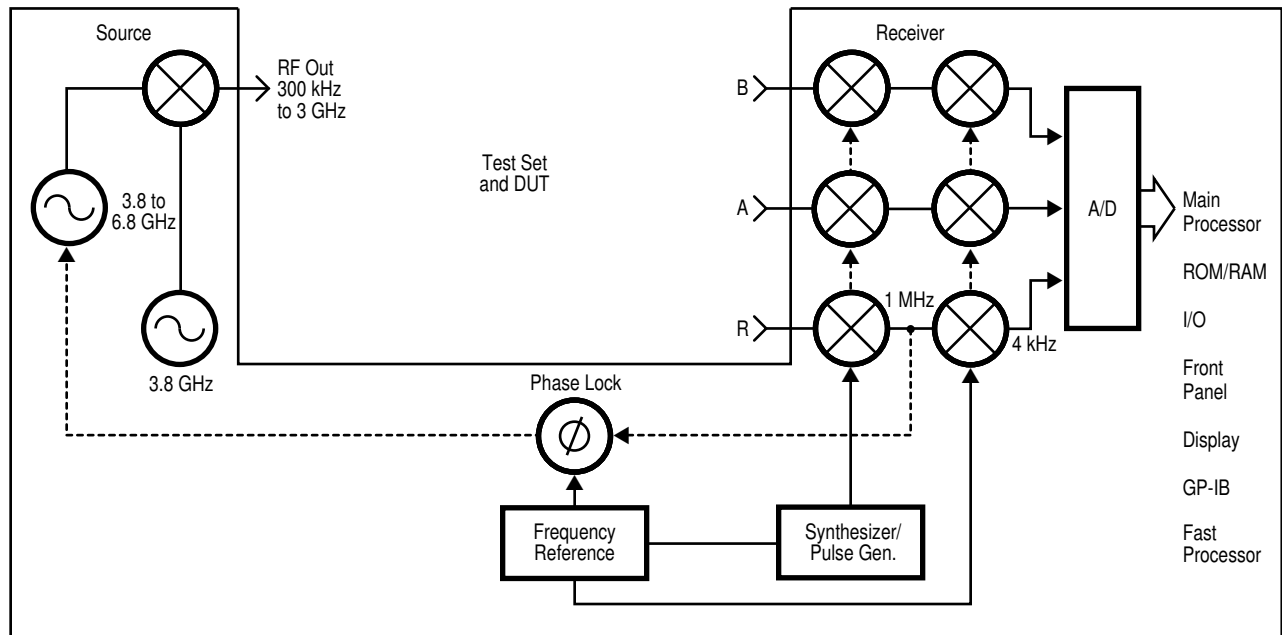 Source
Receiver
RF Out
300 kHz
to 3 GHz
B
3.8 to
6.8 GHz
Test Set
and DUT
A
A/D
Main
Processor
ROM/RAM
1 MHz
I/O
R
4 kHz
3.8 GHz
Front
Panel
Phase Lock
ϕ
Display
GP-IB
Frequency
Reference
Synthesizer/
Pulse Gen.
Fast
Processor